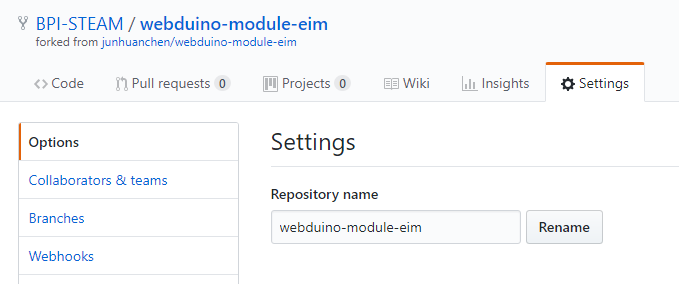 BPI-STEAM / webduino-module-eim
forked from junhuanchen/webduino-module-eim
Code Pull requests 0 Projects 0 Wiki Insights Settings
Options
Collaborators & teams
Branches
Webhooks
Settings
Repository name
webduino-module-eim Rename